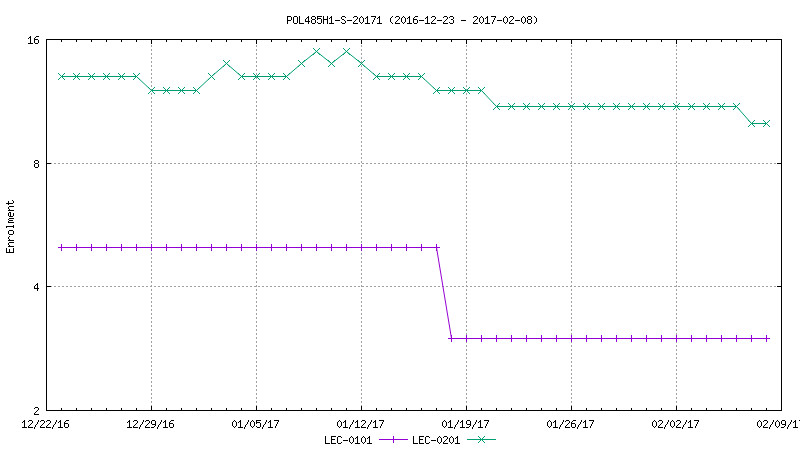 POL485H1-S-20171 (2016-12-23 - 2017-02-08)
16
8
4
2
Enrolment
12/22/16 12/29/16 01/05/17 01/12/17 01/19/17 01/26/17 02/02/17 02/09/17
LEC-0101 LEC-0201